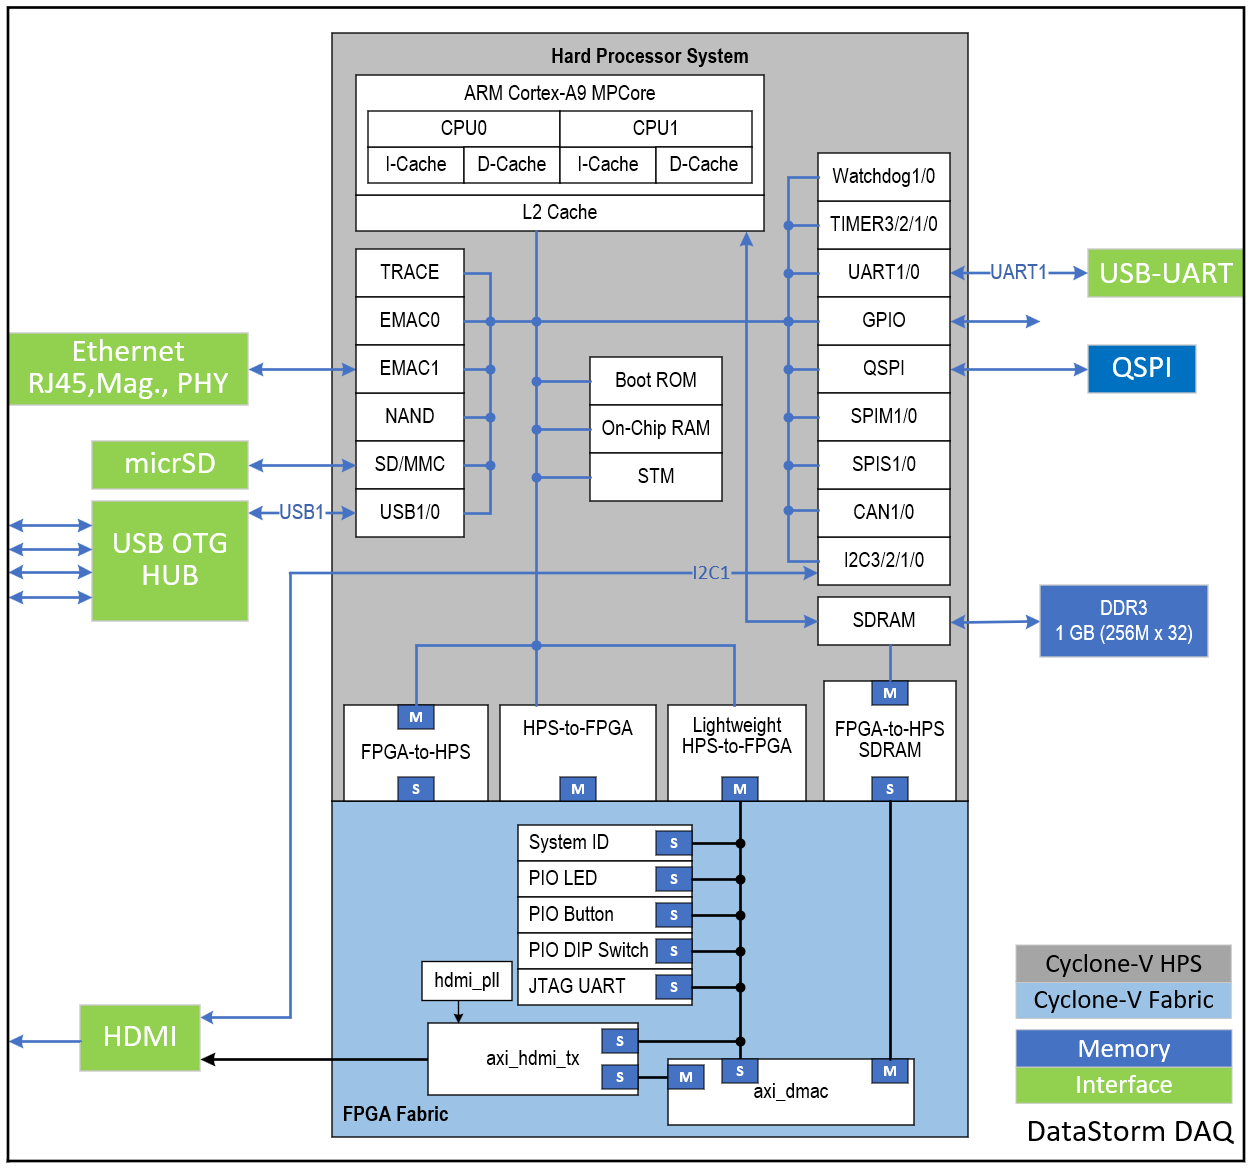 Hard Processor System
ARM Cortex-A9 MPCore
CPU0
CPU1
I-Cache
D-Cache
I-Cache
D-Cache
L2 Cache
TRACE
EMAC0
EMAC1
NAND
SD/MMC
USB1/0
Boot ROM
On-Chip RAM
STM
Watchdog1/0
TIMER3/2/1/0
UART1/0
GPIO
QSPI
SPIM1/0
SPIS1/0
CAN1/0
I2C3/2/1/0
SDRAM
UART1
USB-UART
QSPI
DDR3
1 GB (256M x 32)
Ethernet
RJ45,Mag., PHY
micrSD
USB OTG
HUB
USB1
I2C1
M
FPGA-to-HPS
S
HPS-to-FPGA
M
Lightweight
HPS-to-FPGA
M
M
FPGA-to-HPS
SDRAM
S
System ID
S
PIO LED
S
PIO Button
S
PIO DIP Switch
S
JTAG UART
S
hdmi_pll
axi_hdmi_tx
S
S
M
S
M
axi_dmac
HDMI
FPGA Fabric
Cyclone-V HPS
Cyclone-V Fabric
Memory
Interface
DataStorm DAQ